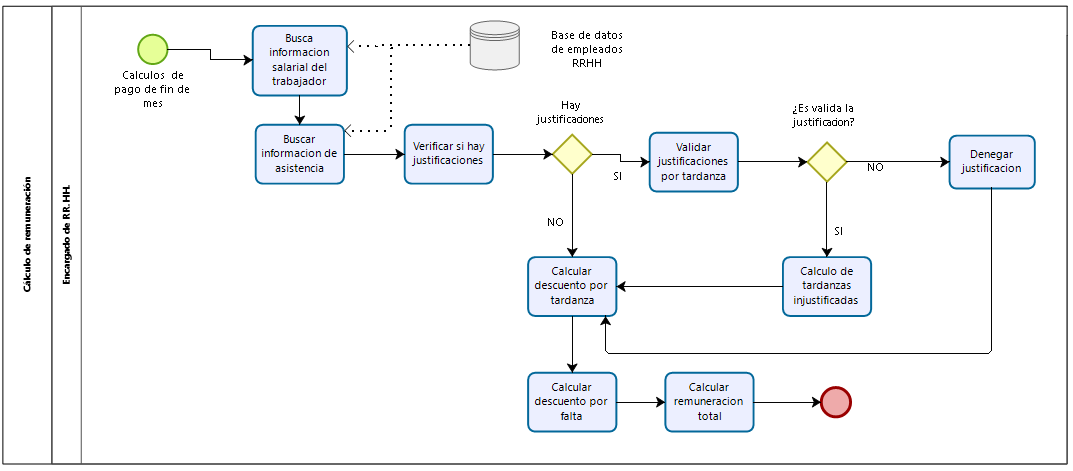 Cálculo de remuneración
Encargado de RR. HH.
Calculos de
pago de fin de
mes
Busca
informacion
salarial del
trabajador
Base de datos
de empleados
RRHH
Buscar
informacion de
asistencia
Verificar si hay
justificaciones
Hay
justificaciones
SI
NO
Validar
justificaciones
por tardanza
¿Es valida la
justificacion?
NO
SI
Denegar
justificacion
Calcular
descuento por
tardanza
Calculo de
tardanzas
injustificadas
Calcular
descuento por
falta
Calcular
remuneracion
total